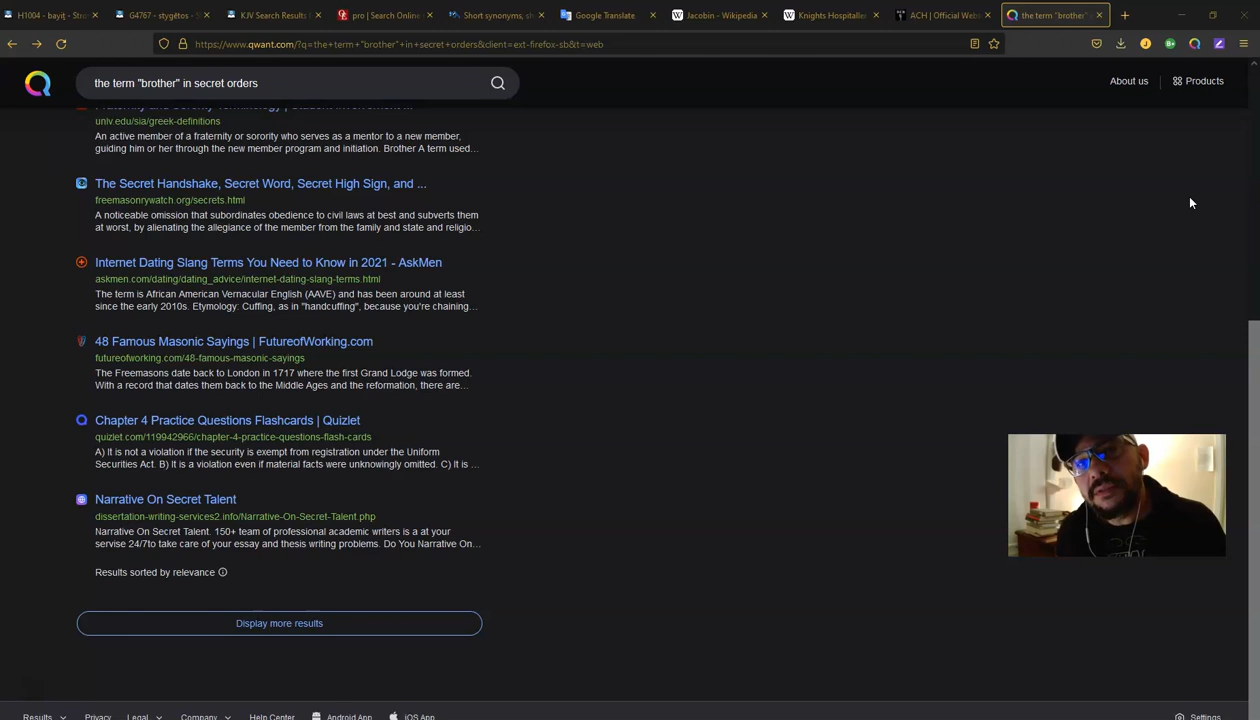 H1004 - bayiṯ - Str
G4767 - stygētos - S
KJV Search Results
pro | Search Online
Short synonyms, sh
Google Translate
Jacobin - Wikipedia
Knights Hospitaller
ACH | Official Webs
the term "brother"
https://www.qwant.com/?q=the+term+"brother"+in+secret+orders&client=ext-firefox-sb&t=web
the term "brother" in secret orders
About us
Products
Fraternity and Sorority Terminology | Student Involvement ...
univ.edu/sia/greek-definitions
An active member of a fraternity or sorority who serves as a mentor to a new member,
guiding him or her through the new member program and initiation. Brother A term used...
The Secret Handshake, Secret Word, Secret High Sign, and ...
freemasonrywatch.org/secrets.html
A noticeable omission that subordinates obedience to civil laws at best and subverts them
at worst, by alienating the allegiance of the member from the family and state and religio...
Internet Dating Slang Terms You Need to Know in 2021 - AskMen
askmen.com/dating/dating_advice/internet-dating-slang-terms.html
The term is African American Vernacular English (AAVE) and has been around at least
since the early 2010s. Etymology: Cuffing, as in "handcuffing", because you're chaining...
48 Famous Masonic Sayings | FutureofWorking.com
futureofworking.com/48-famous-masonic-sayings
The Freemasons date back to London in 1717 where the first Grand Lodge was formed.
With a record that dates them back to the Middle Ages and the reformation, there are...
Chapter 4 Practice Questions Flashcards | Quizlet
quizlet.com/119942966/chapter-4-practice-questions-flash-cards
A) It is not a violation if the security is exempt from registration under the Uniform
Securities Act. B) It is a violation even if material facts were unknowingly omitted. C) It is ...
Narrative On Secret Talent
dissertation-writing-services2.info/Narrative-On-Secret-Talent.php
Narrative On Secret Talent. 150+ team of professional academic writers is a at your
servise 24/7to take care of your essay and thesis writing problems. Do You Narrative On...
Results sorted by relevance
Display more results
Results
Privacy
Legal
Company
Help Center
Android App
iOS App
Settings